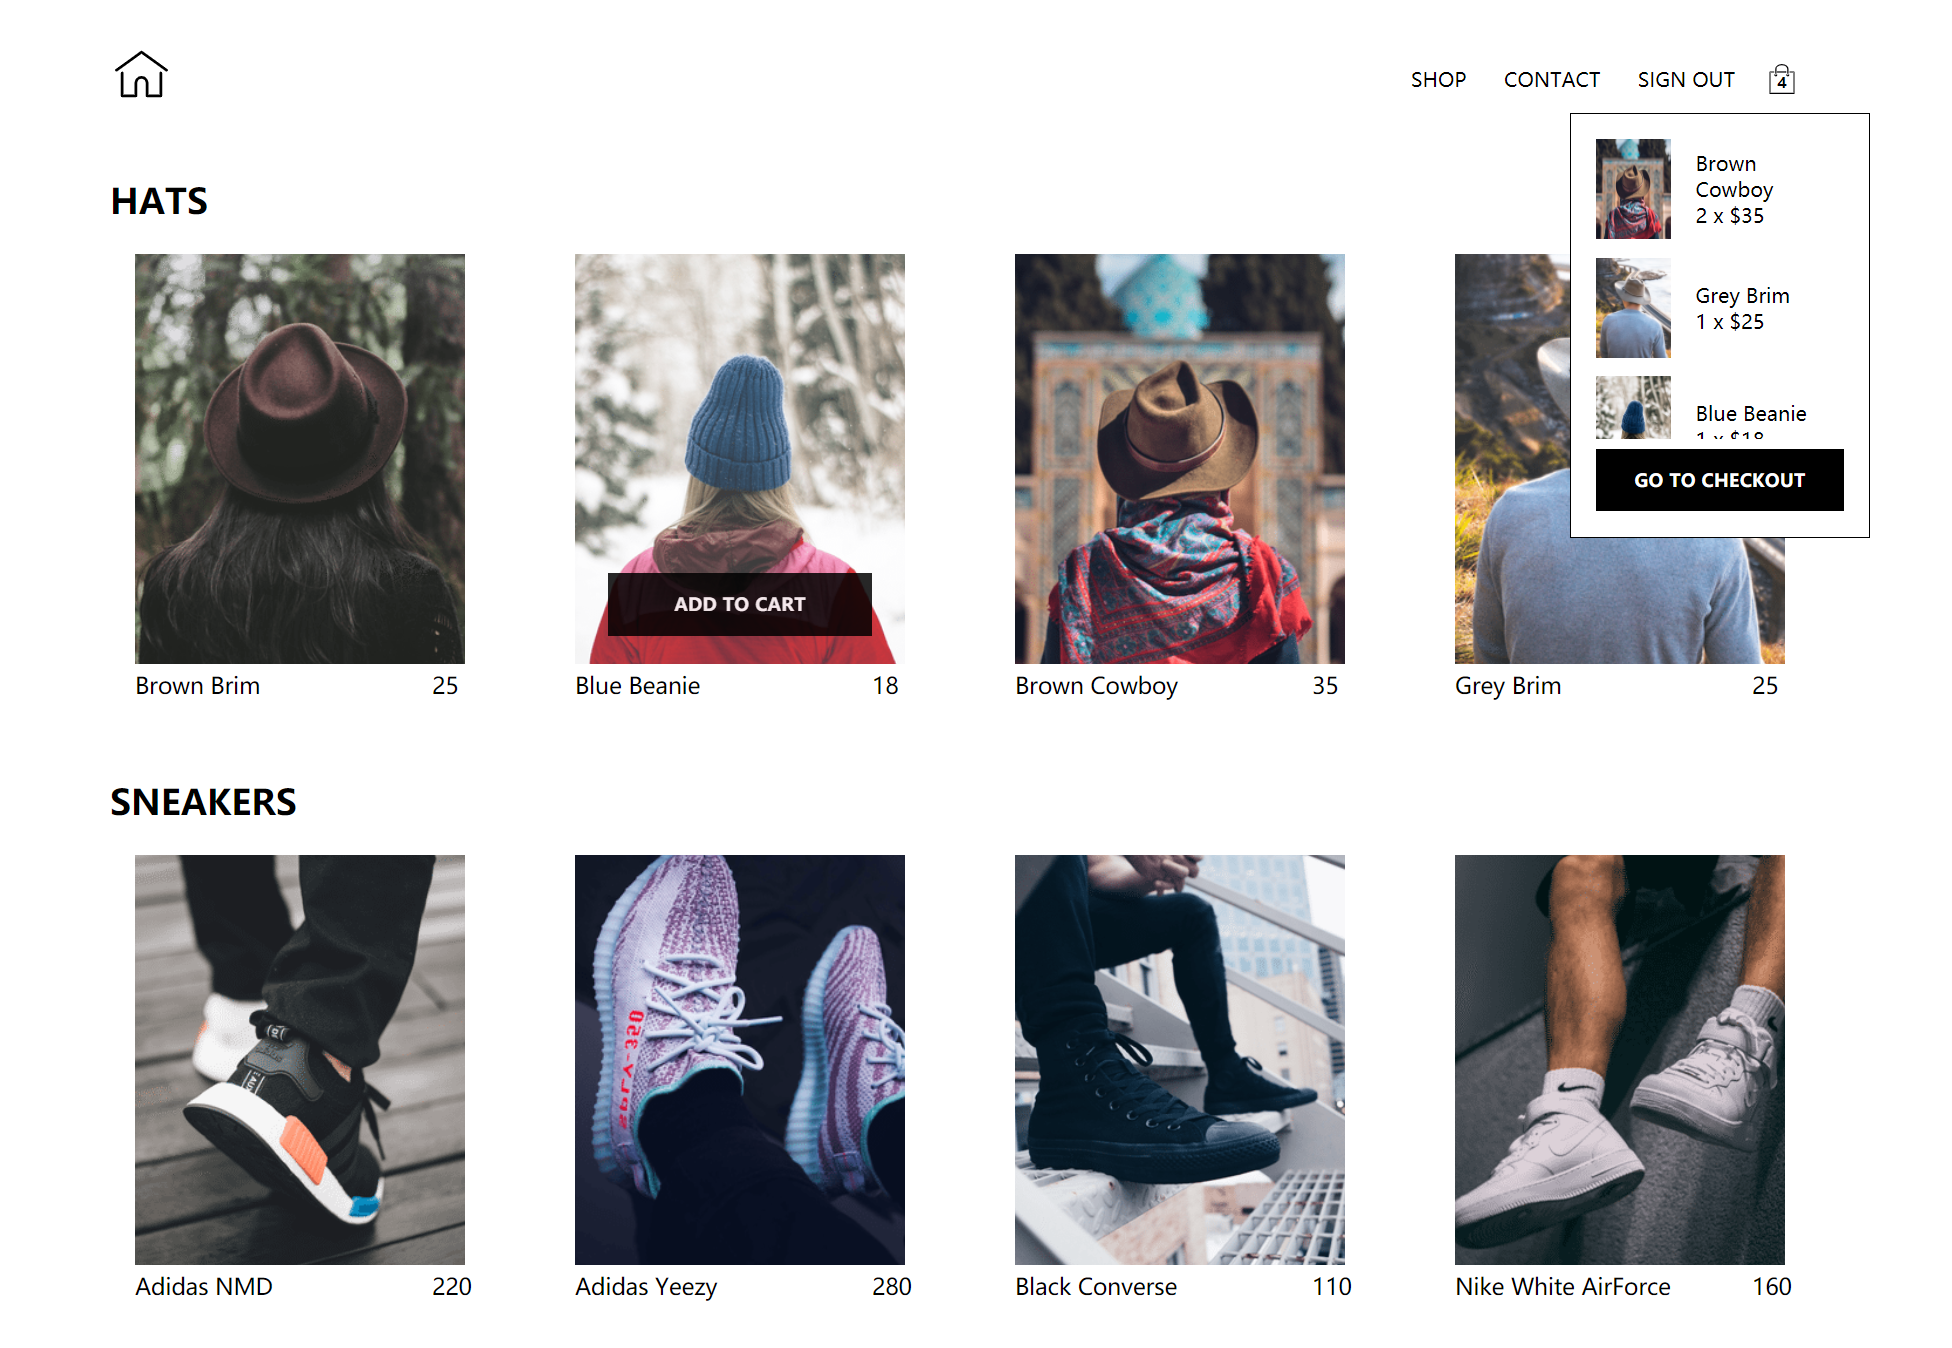 SHOP CONTACT SIGN OUT 4
Brown
Cowboy
2 x $35
Grey Brim
1 x $25
Blue Beanie
1 x $18
GO TO CHECKOUT
HATS
ADD TO CART
Brown Brim 25
Blue Beanie 18
Brown Cowboy 35
Grey Brim 25
SNEAKERS
Adidas NMD 220
Adidas Yeezy 280
Black Converse 110
Nike White AirForce 160